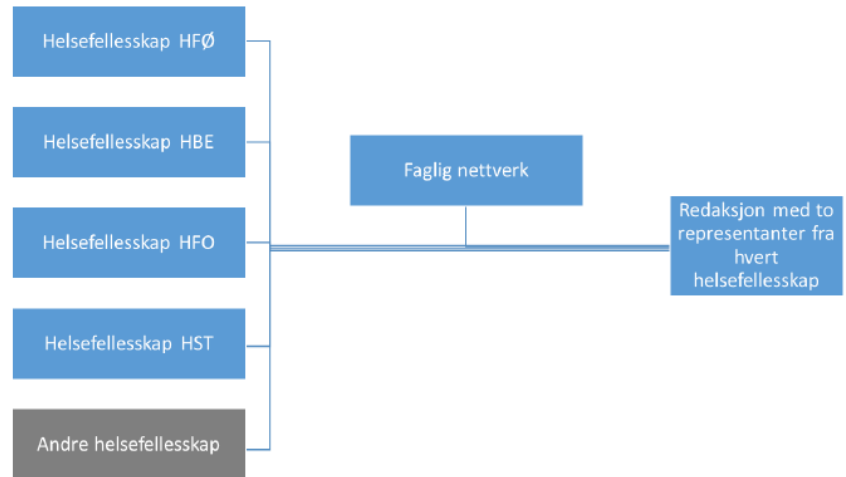 Helsefellesskap HFØ
Helsefellesskap HBE
Helsefellesskap HFO
Helsefellesskap HST
Andre helsefellesskap
Faglig nettverk
Redaksjon med to
representanter fra
hvert
helsefellesskap